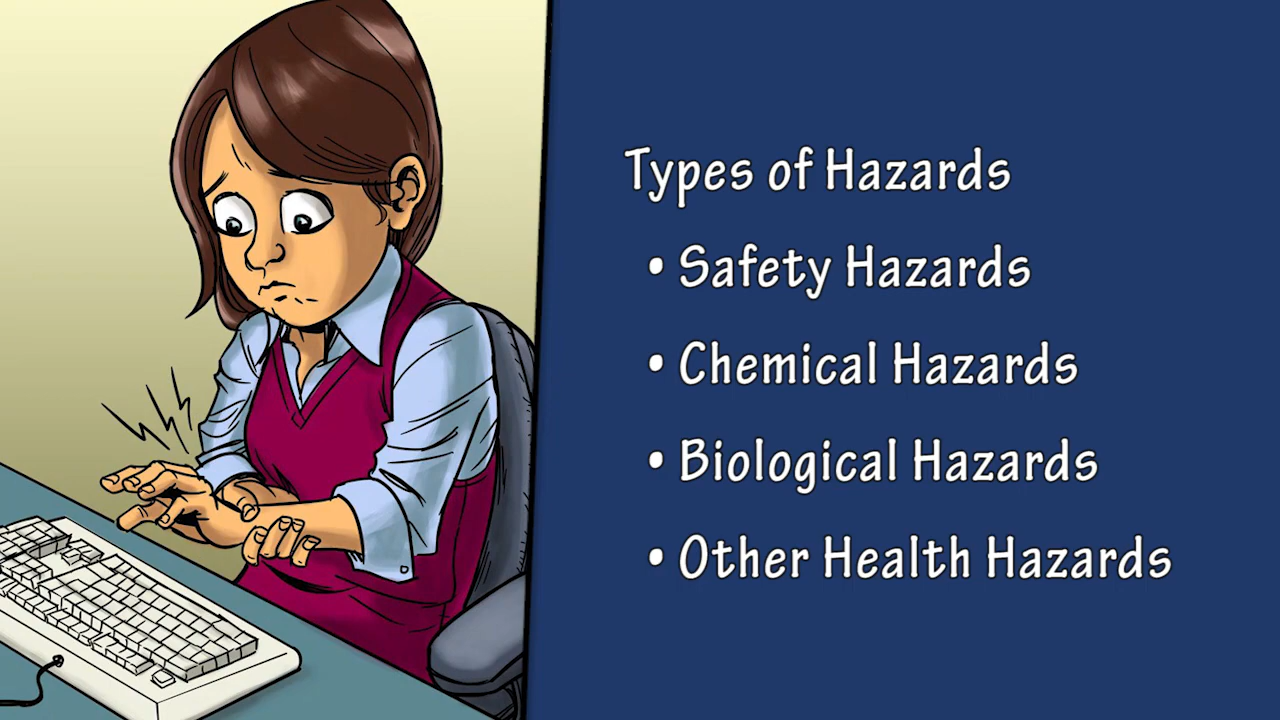 Types of Hazards
• Safety Hazards
• Chemical Hazards
• Biological Hazards
• Other Health Hazards